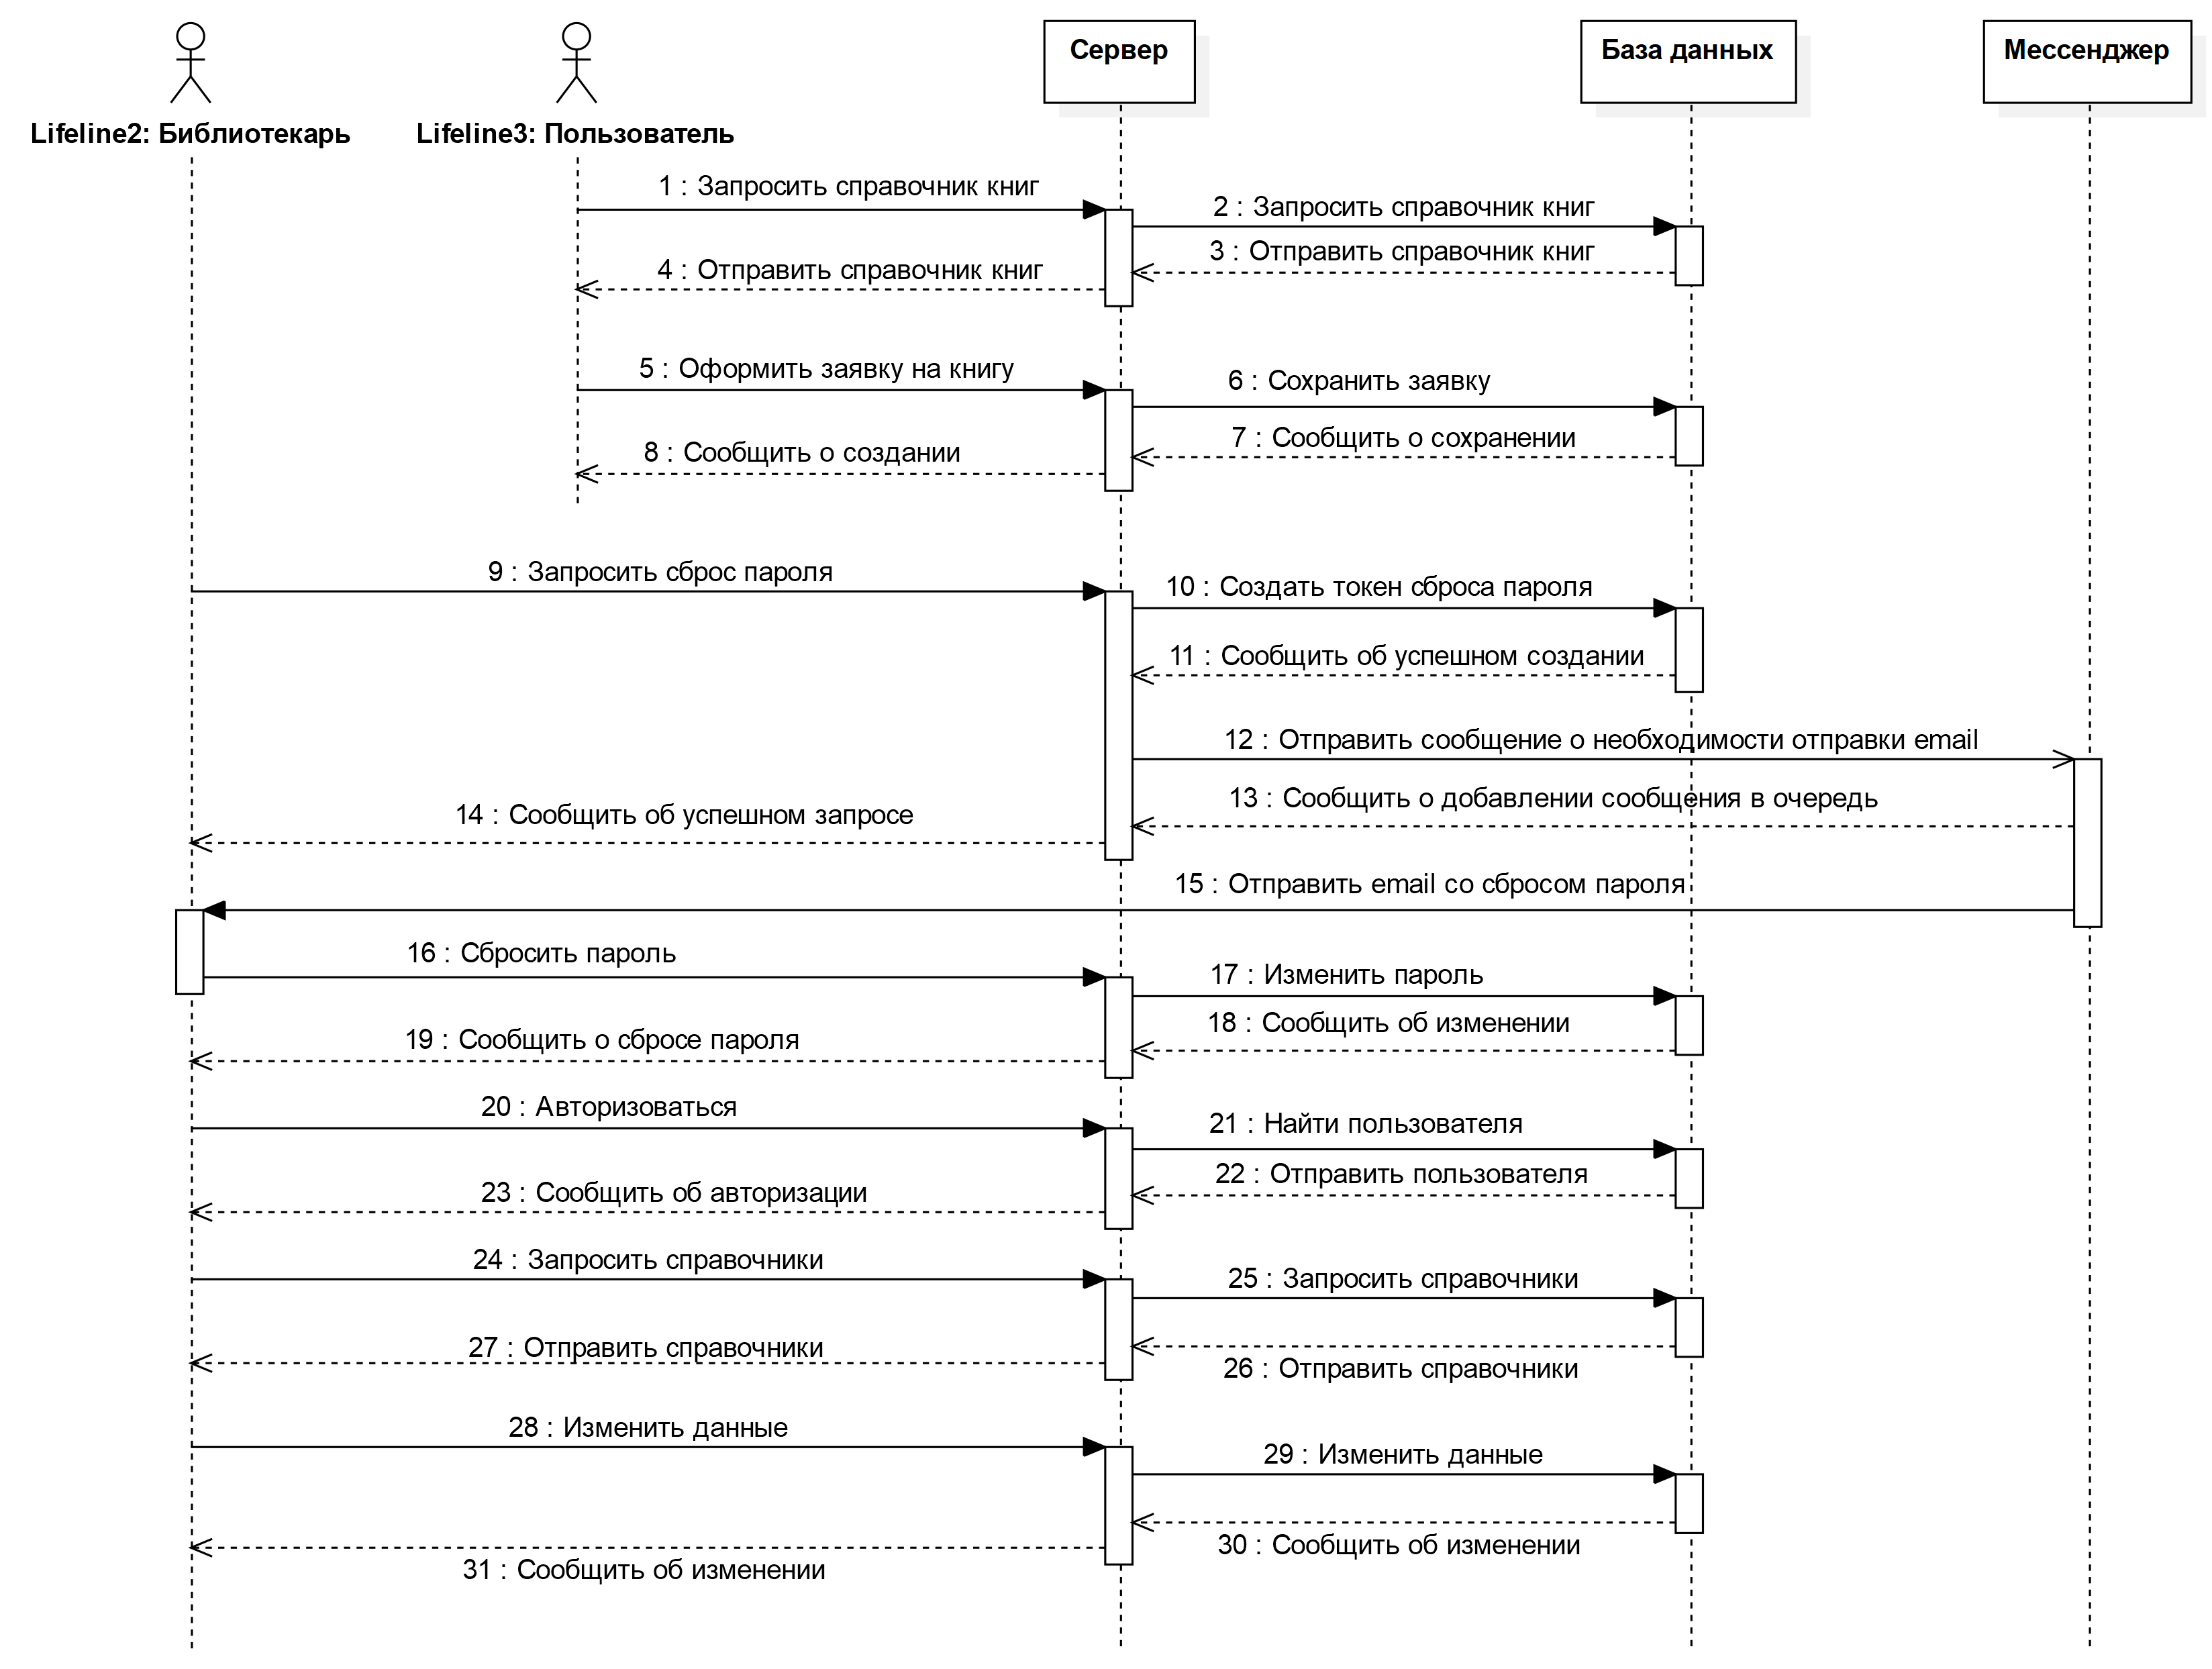 Сервер
База данных
Мессенджер
Lifeline2: Библиотекарь
Lifeline3: Пользователь
1 : Запросить справочник книг
2 : Запросить справочник книг
3 : Отправить справочник книг
4 : Отправить справочник книг
5 : Оформить заявку на книгу
6 : Сохранить заявку
7 : Сообщить о сохранении
8 : Сообщить о создании
9 : Запросить сброс пароля
10 : Создать токен сброса пароля
11 : Сообщить об успешном создании
12 : Отправить сообщение о необходимости отправки email
13 : Сообщить о добавлении сообщения в очередь
14 : Сообщить об успешном запросе
15 : Отправить email со сбросом пароля
16 : Сбросить пароль
17 : Изменить пароль
18 : Сообщить об изменении
19 : Сообщить о сбросе пароля
20 : Авторизоваться
21 : Найти пользователя
22 : Отправить пользователя
23 : Сообщить об авторизации
24 : Запросить справочники
25 : Запросить справочники
27 : Отправить справочники
26 : Отправить справочники
28 : Изменить данные
29 : Изменить данные
30 : Сообщить об изменении
31 : Сообщить об изменении